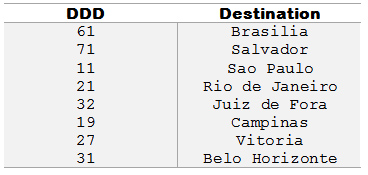 DDD Destination
61 Brasilia
71 Salvador
11 Sao Paulo
21 Rio de Janeiro
32 Juiz de Fora
19 Campinas
27 Vitoria
31 Belo Horizonte